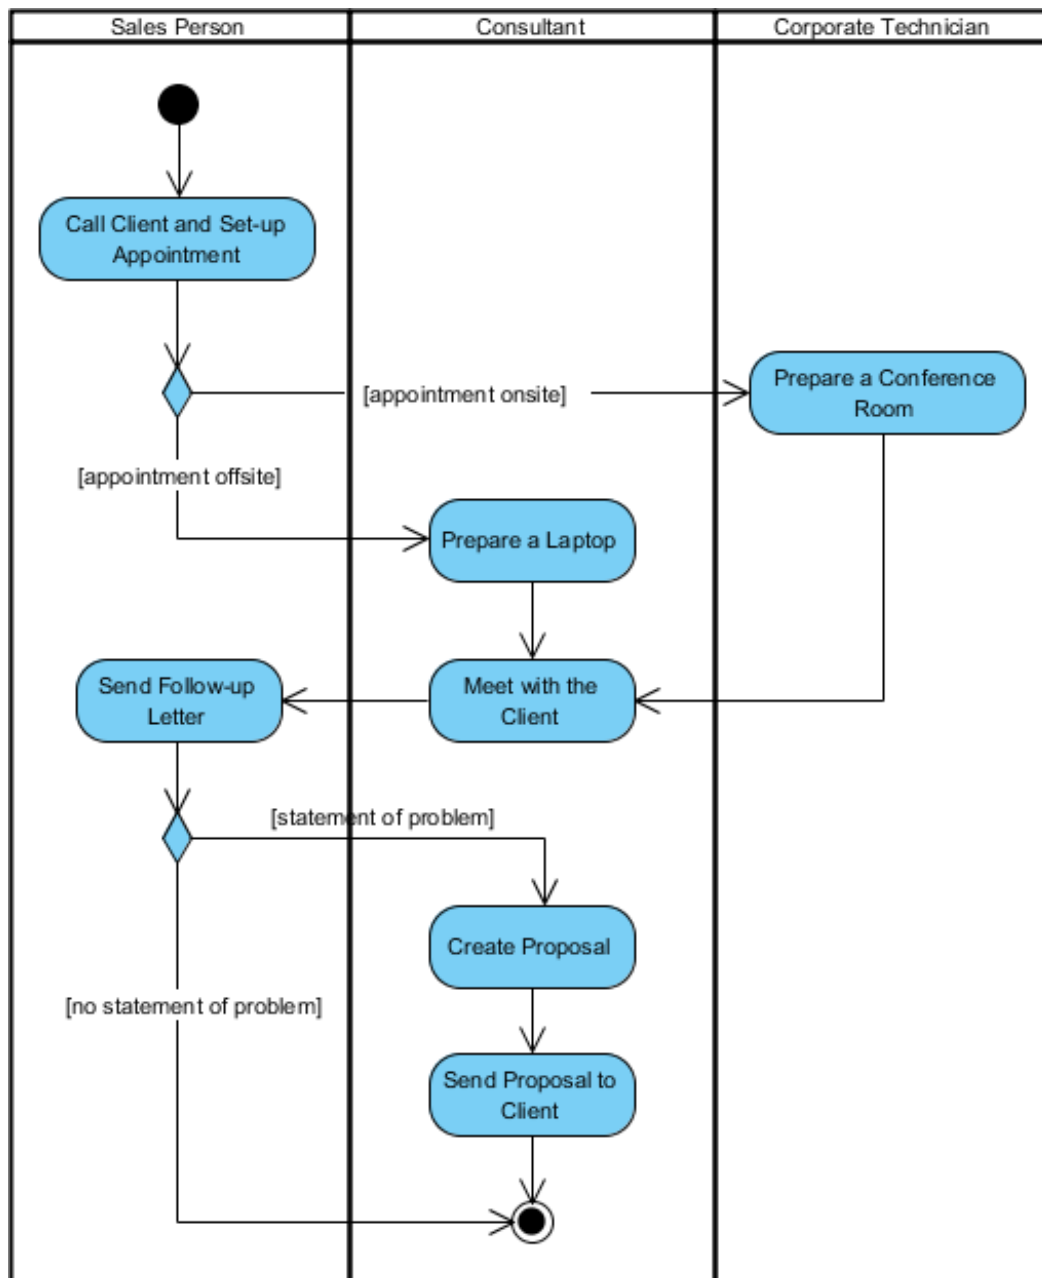 Sales Person
Consultant
Corporate Technician
Call Client and Set-up
Appointment
[appointment onsite]
Prepare a Conference
Room
[appointment offsite]
Prepare a Laptop
Send Follow-up
Letter
Meet with the
Client
[statement of problem]
Create Proposal
[no statement of problem]
Send Proposal to
Client